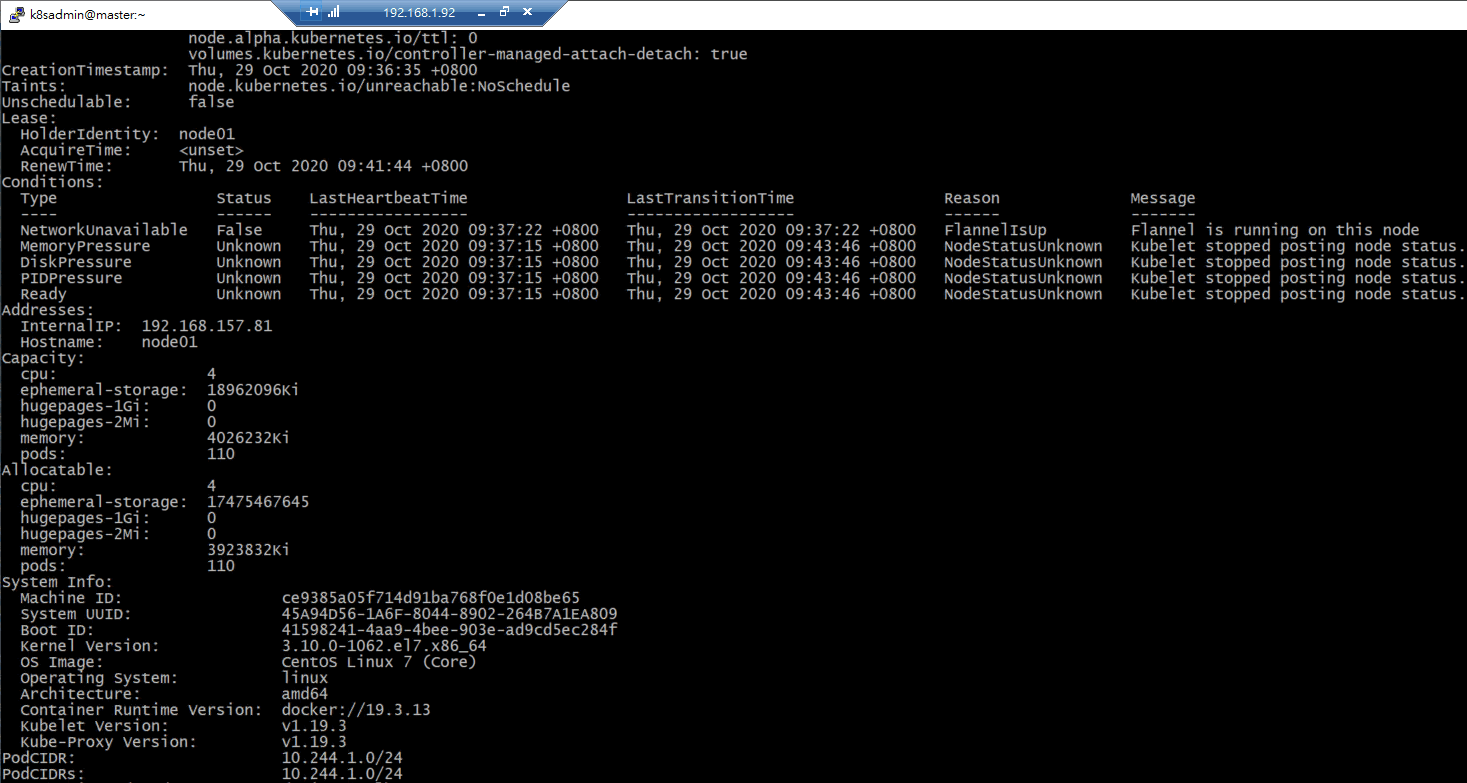 k8sadmin@master:~
192.168.1.92
node.alpha.kubernetes.io/ttl: 0
volumes.kubernetes.io/controller-managed-attach-detach: true
CreationTimestamp:  Thu, 29 Oct 2020 09:36:35 +0800
Taints:             node.kubernetes.io/unreachable:NoSchedule
Unschedulable:      false
Lease:
  HolderIdentity:  node01
  AcquireTime:     <unset>
  RenewTime:       Thu, 29 Oct 2020 09:41:44 +0800
Conditions:
  Type                 Status    LastHeartbeatTime                 LastTransitionTime                Reason              Message
  ----                 ------    -----------------                 ------------------                ------              -------
  NetworkUnavailable   False     Thu, 29 Oct 2020 09:37:22 +0800   Thu, 29 Oct 2020 09:37:22 +0800   FlannelIsUp         Flannel is running on this node
  MemoryPressure       Unknown   Thu, 29 Oct 2020 09:37:15 +0800   Thu, 29 Oct 2020 09:43:46 +0800   NodeStatusUnknown   Kubelet stopped posting node status.
  DiskPressure         Unknown   Thu, 29 Oct 2020 09:37:15 +0800   Thu, 29 Oct 2020 09:43:46 +0800   NodeStatusUnknown   Kubelet stopped posting node status.
  PIDPressure          Unknown   Thu, 29 Oct 2020 09:37:15 +0800   Thu, 29 Oct 2020 09:43:46 +0800   NodeStatusUnknown   Kubelet stopped posting node status.
  Ready                Unknown   Thu, 29 Oct 2020 09:37:15 +0800   Thu, 29 Oct 2020 09:43:46 +0800   NodeStatusUnknown   Kubelet stopped posting node status.
Addresses:
  InternalIP:  192.168.157.81
  Hostname:    node01
Capacity:
  cpu:                4
  ephemeral-storage:  18962096Ki
  hugepages-1Gi:      0
  hugepages-2Mi:      0
  memory:             4026232Ki
  pods:               110
Allocatable:
  cpu:                4
  ephemeral-storage:  17475467645
  hugepages-1Gi:      0
  hugepages-2Mi:      0
  memory:             3923832Ki
  pods:               110
System Info:
  Machine ID:                 ce9385a05f714d91ba768f0e1d08be65
  System UUID:                45A94D56-1A6F-8044-8902-264B7A1EA809
  Boot ID:                    41598241-4aa9-4bee-903e-ad9cd5ec284f
  Kernel Version:             3.10.0-1062.el7.x86_64
  OS Image:                   CentOS Linux 7 (Core)
  Operating System:           linux
  Architecture:               amd64
  Container Runtime Version:  docker://19.3.13
  Kubelet Version:            v1.19.3
  Kube-Proxy Version:         v1.19.3
PodCIDR:                      10.244.1.0/24
PodCIDRs:                     10.244.1.0/24